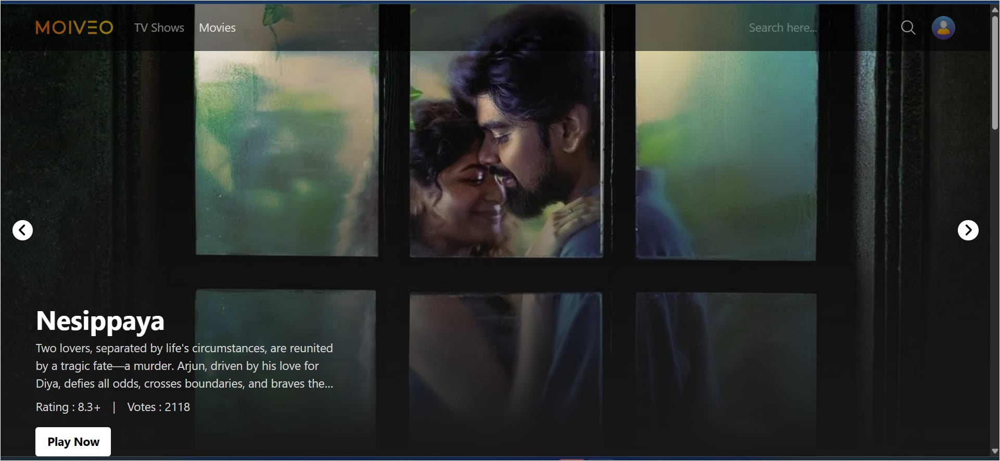 MOIVEO
TV Shows
Movies
Search here...
Nesippaya
Two lovers, separated by life's circumstances, are reunited
by a tragic fate—a murder. Arjun, driven by his love for
Diya, defies all odds, crosses boundaries, and braves the...
Rating : 8.3+ | Votes : 2118
Play Now